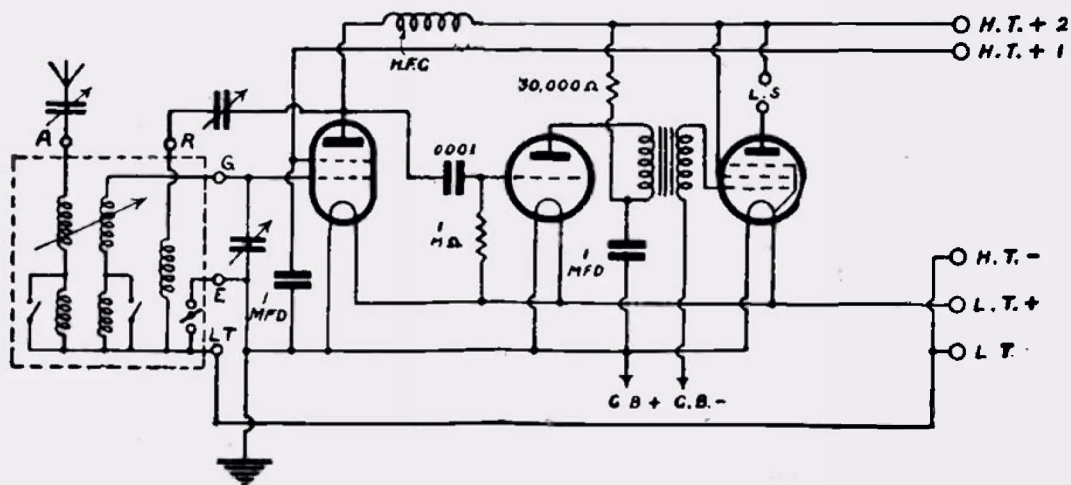 H.T.+ 2
H.T.+ 1
H.F.C
30,000 Ω
L.S
A
R
G
.0001
1
MΩ
1
MFD
E
1
MFD
LT
H.T.-
L.T.+
L T.
G B + G.B.-